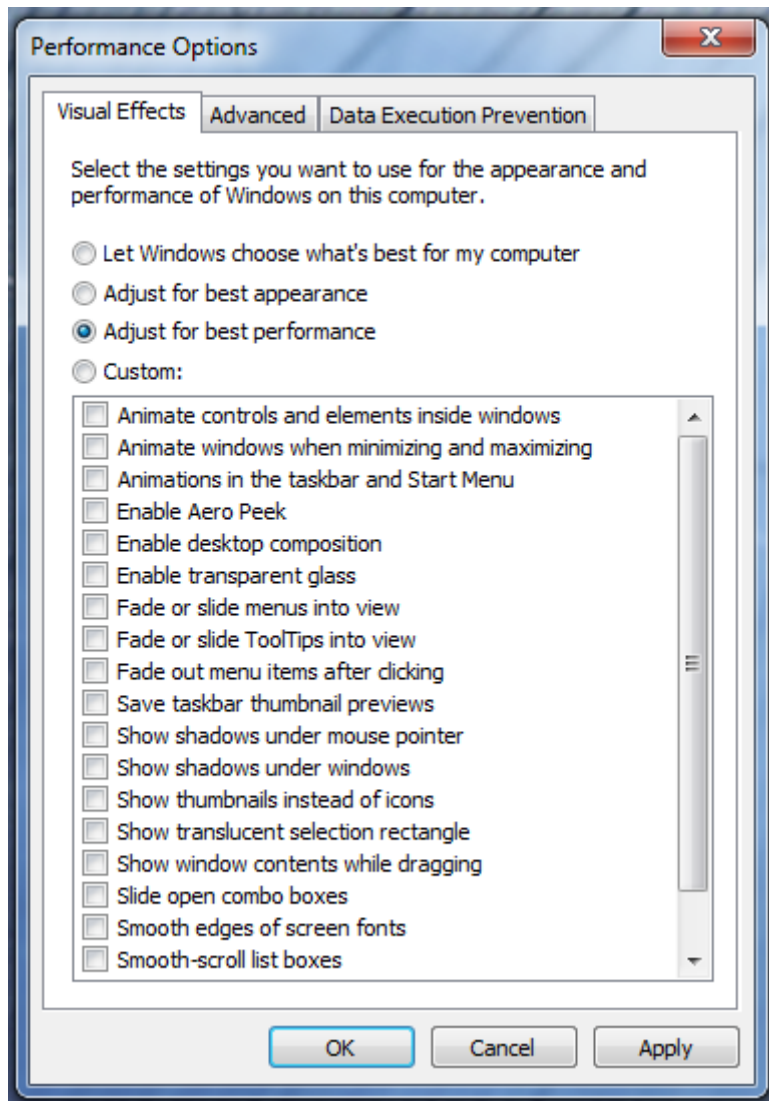 Performance Options
Visual Effects
Advanced
Data Execution Prevention
Select the settings you want to use for the appearance and
performance of Windows on this computer.
Let Windows choose what's best for my computer
Adjust for best appearance
Adjust for best performance
Custom:
Animate controls and elements inside windows
Animate windows when minimizing and maximizing
Animations in the taskbar and Start Menu
Enable Aero Peek
Enable desktop composition
Enable transparent glass
Fade or slide menus into view
Fade or slide ToolTips into view
Fade out menu items after clicking
Save taskbar thumbnail previews
Show shadows under mouse pointer
Show shadows under windows
Show thumbnails instead of icons
Show translucent selection rectangle
Show window contents while dragging
Slide open combo boxes
Smooth edges of screen fonts
Smooth-scroll list boxes
OK
Cancel
Apply